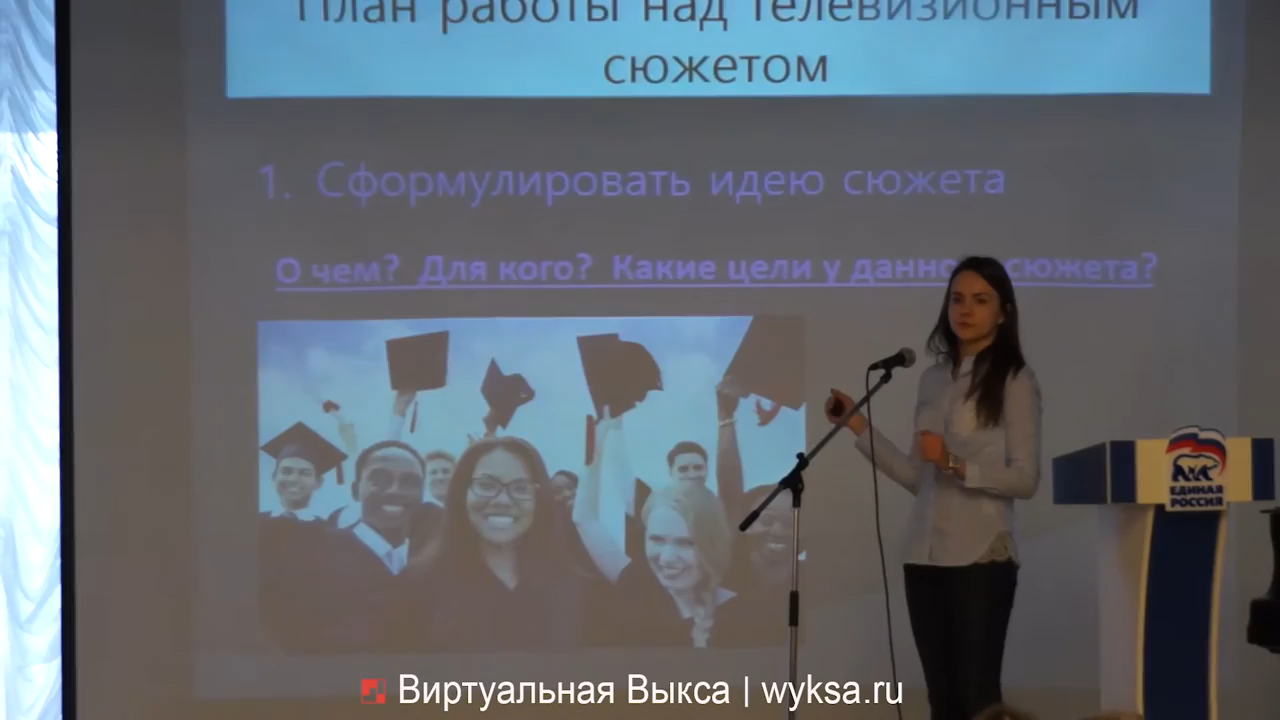 План работы над телевизионным
сюжетом
1. Сформулировать идею сюжета
О чем? Для кого? Какие цели у данно сюжета?
ЕДИНАЯ
РОССИЯ
Виртуальная Выкса | wyksa.ru